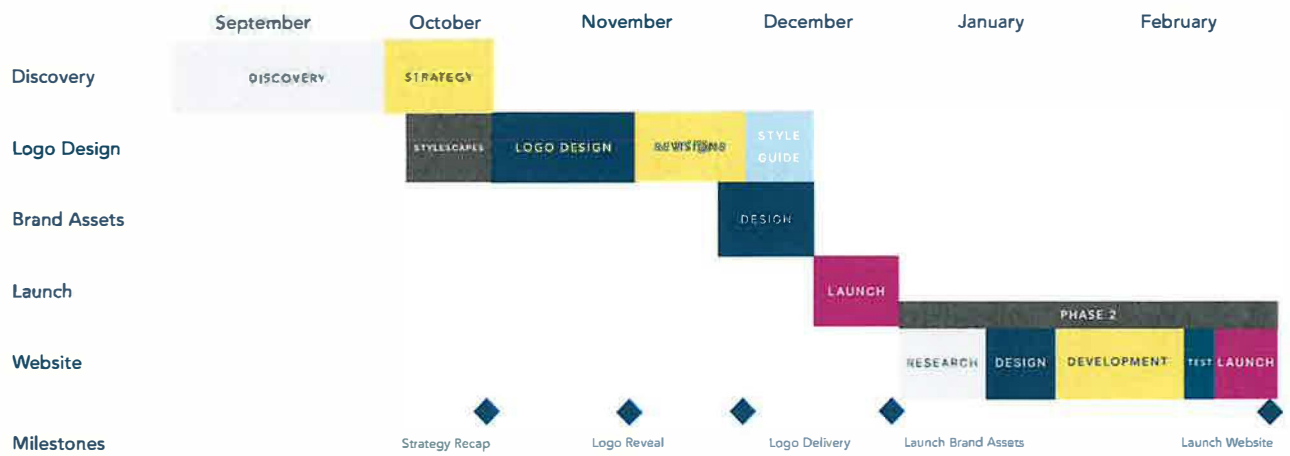 September October November December January February
Discovery DISCOVERY STRATEGY
Logo Design STYLESCAPES LOGO DESIGN REVISIONS STYLE GUIDE
Brand Assets DESIGN
Launch LAUNCH
PHASE 2
Website RESEARCH DESIGN DEVELOPMENT TEST LAUNCH
Milestones Strategy Recap Logo Reveal Logo Delivery Launch Brand Assets Launch Website